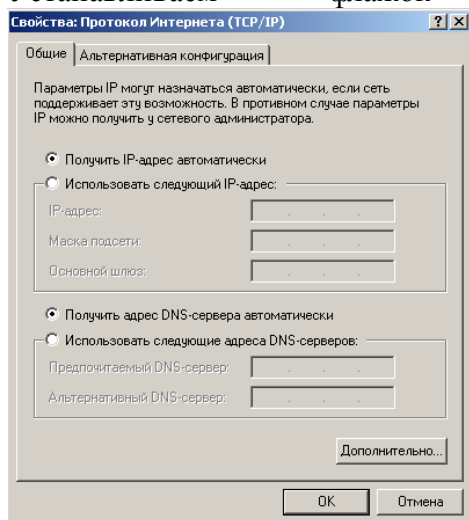 Устанавливаем флажок
Свойства: Протокол Интернета (TCP/IP)
Общие Альтернативная конфигурация
Параметры IP могут назначаться автоматически, если сеть
поддерживает эту возможность. В противном случае параметры
IP можно получить у сетевого администратора.
Получить IP-адрес автоматически
Использовать следующий IP-адрес:
IP-адрес:
Маска подсети:
Основной шлюз:
Получить адрес DNS-сервера автоматически
Использовать следующие адреса DNS-серверов:
Предпочитаемый DNS-сервер:
Альтернативный DNS-сервер:
Дополнительно...
OK Отмена